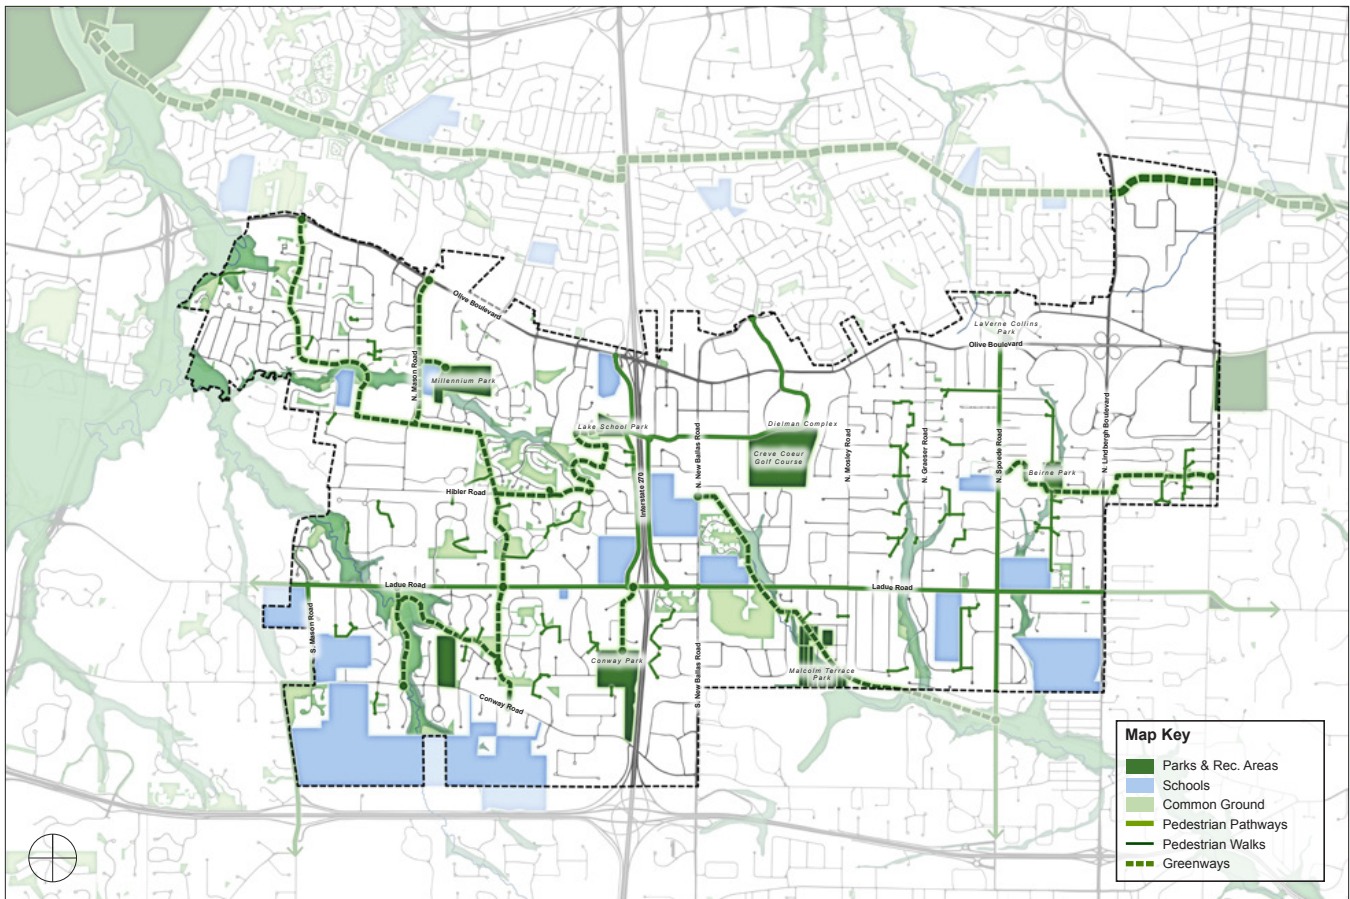 LaVerne Collins
Park
Olive Boulevard
Olive Boulevard
N. Mason Road
Millennium Park
Lake School Park
Dielman Complex
Creve Coeur
Golf Course
N. New Ballas Road
N. Mosley Road
N. Graeser Road
N. Spoede Road
N. Lindbergh Boulevard
Beirne Park
Hibler Road
Interstate 270
Ladue Road
Ladue Road
S. Mason Road
Conway Park
Malcolm Terrace
Park
S. New Ballas Road
Conway Road
Map Key
Parks & Rec. Areas
Schools
Common Ground
Pedestrian Pathways
Pedestrian Walks
Greenways